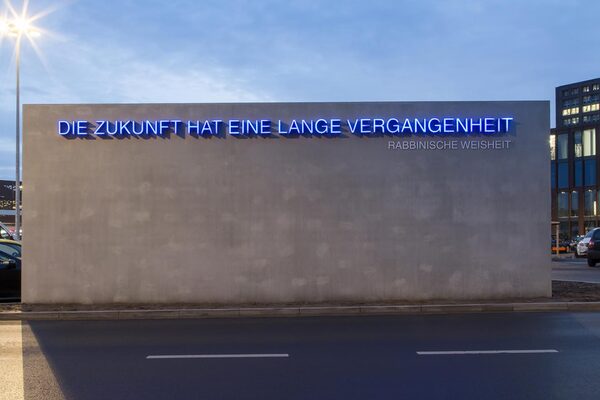 DIE ZUKUNFT HAT EINE LANGE VERGANGENHEIT
RABBINISCHE WEISHEIT